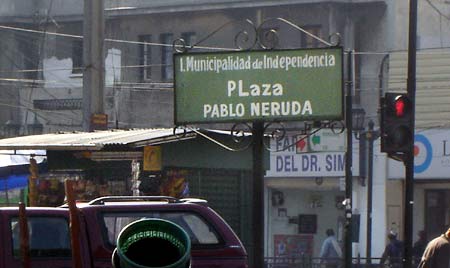 I. Municipalidad de Independencia
PLaza
PABLO NERUDA
DEL DR. SIM